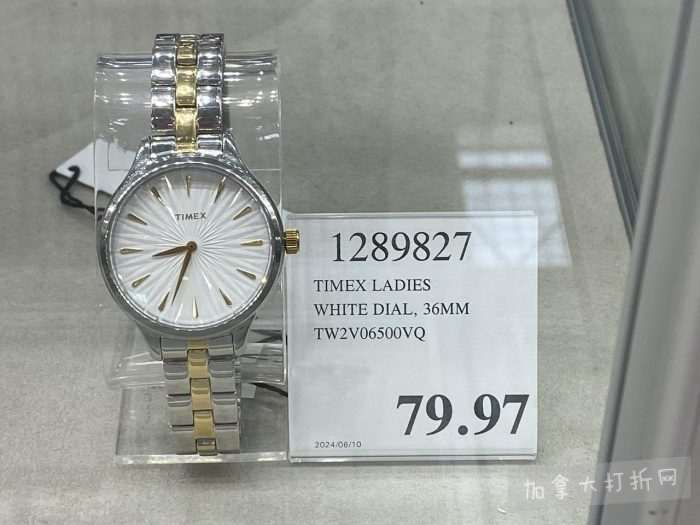 TIMEX
1289827
TIMEX LADIES
WHITE DIAL, 36MM
TW2V06500VQ
79.97
2024/06/10
加拿大打折网